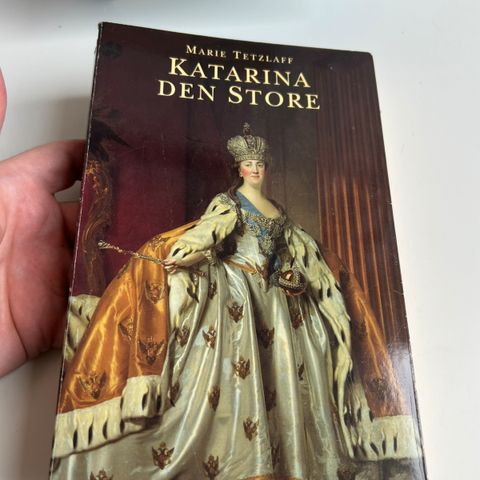 MARIE TETZLAFF
KATARINA
DEN STORE